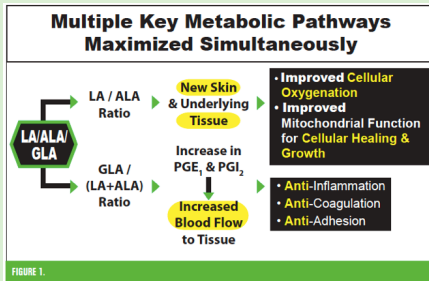 Multiple Key Metabolic Pathways
Maximized Simultaneously
LA/ALA/
GLA
LA / ALA
Ratio
New Skin
& Underlying
Tissue
• Improved Cellular
Oxygenation
• Improved
Mitochondrial Function
for Cellular Healing &
Growth
GLA /
(LA+ALA)
Ratio
Increase in
PGE₁ & PGI₂
Increased
Blood Flow
to Tissue
• Anti-Inflammation
• Anti-Coagulation
• Anti-Adhesion
FIGURE 1.